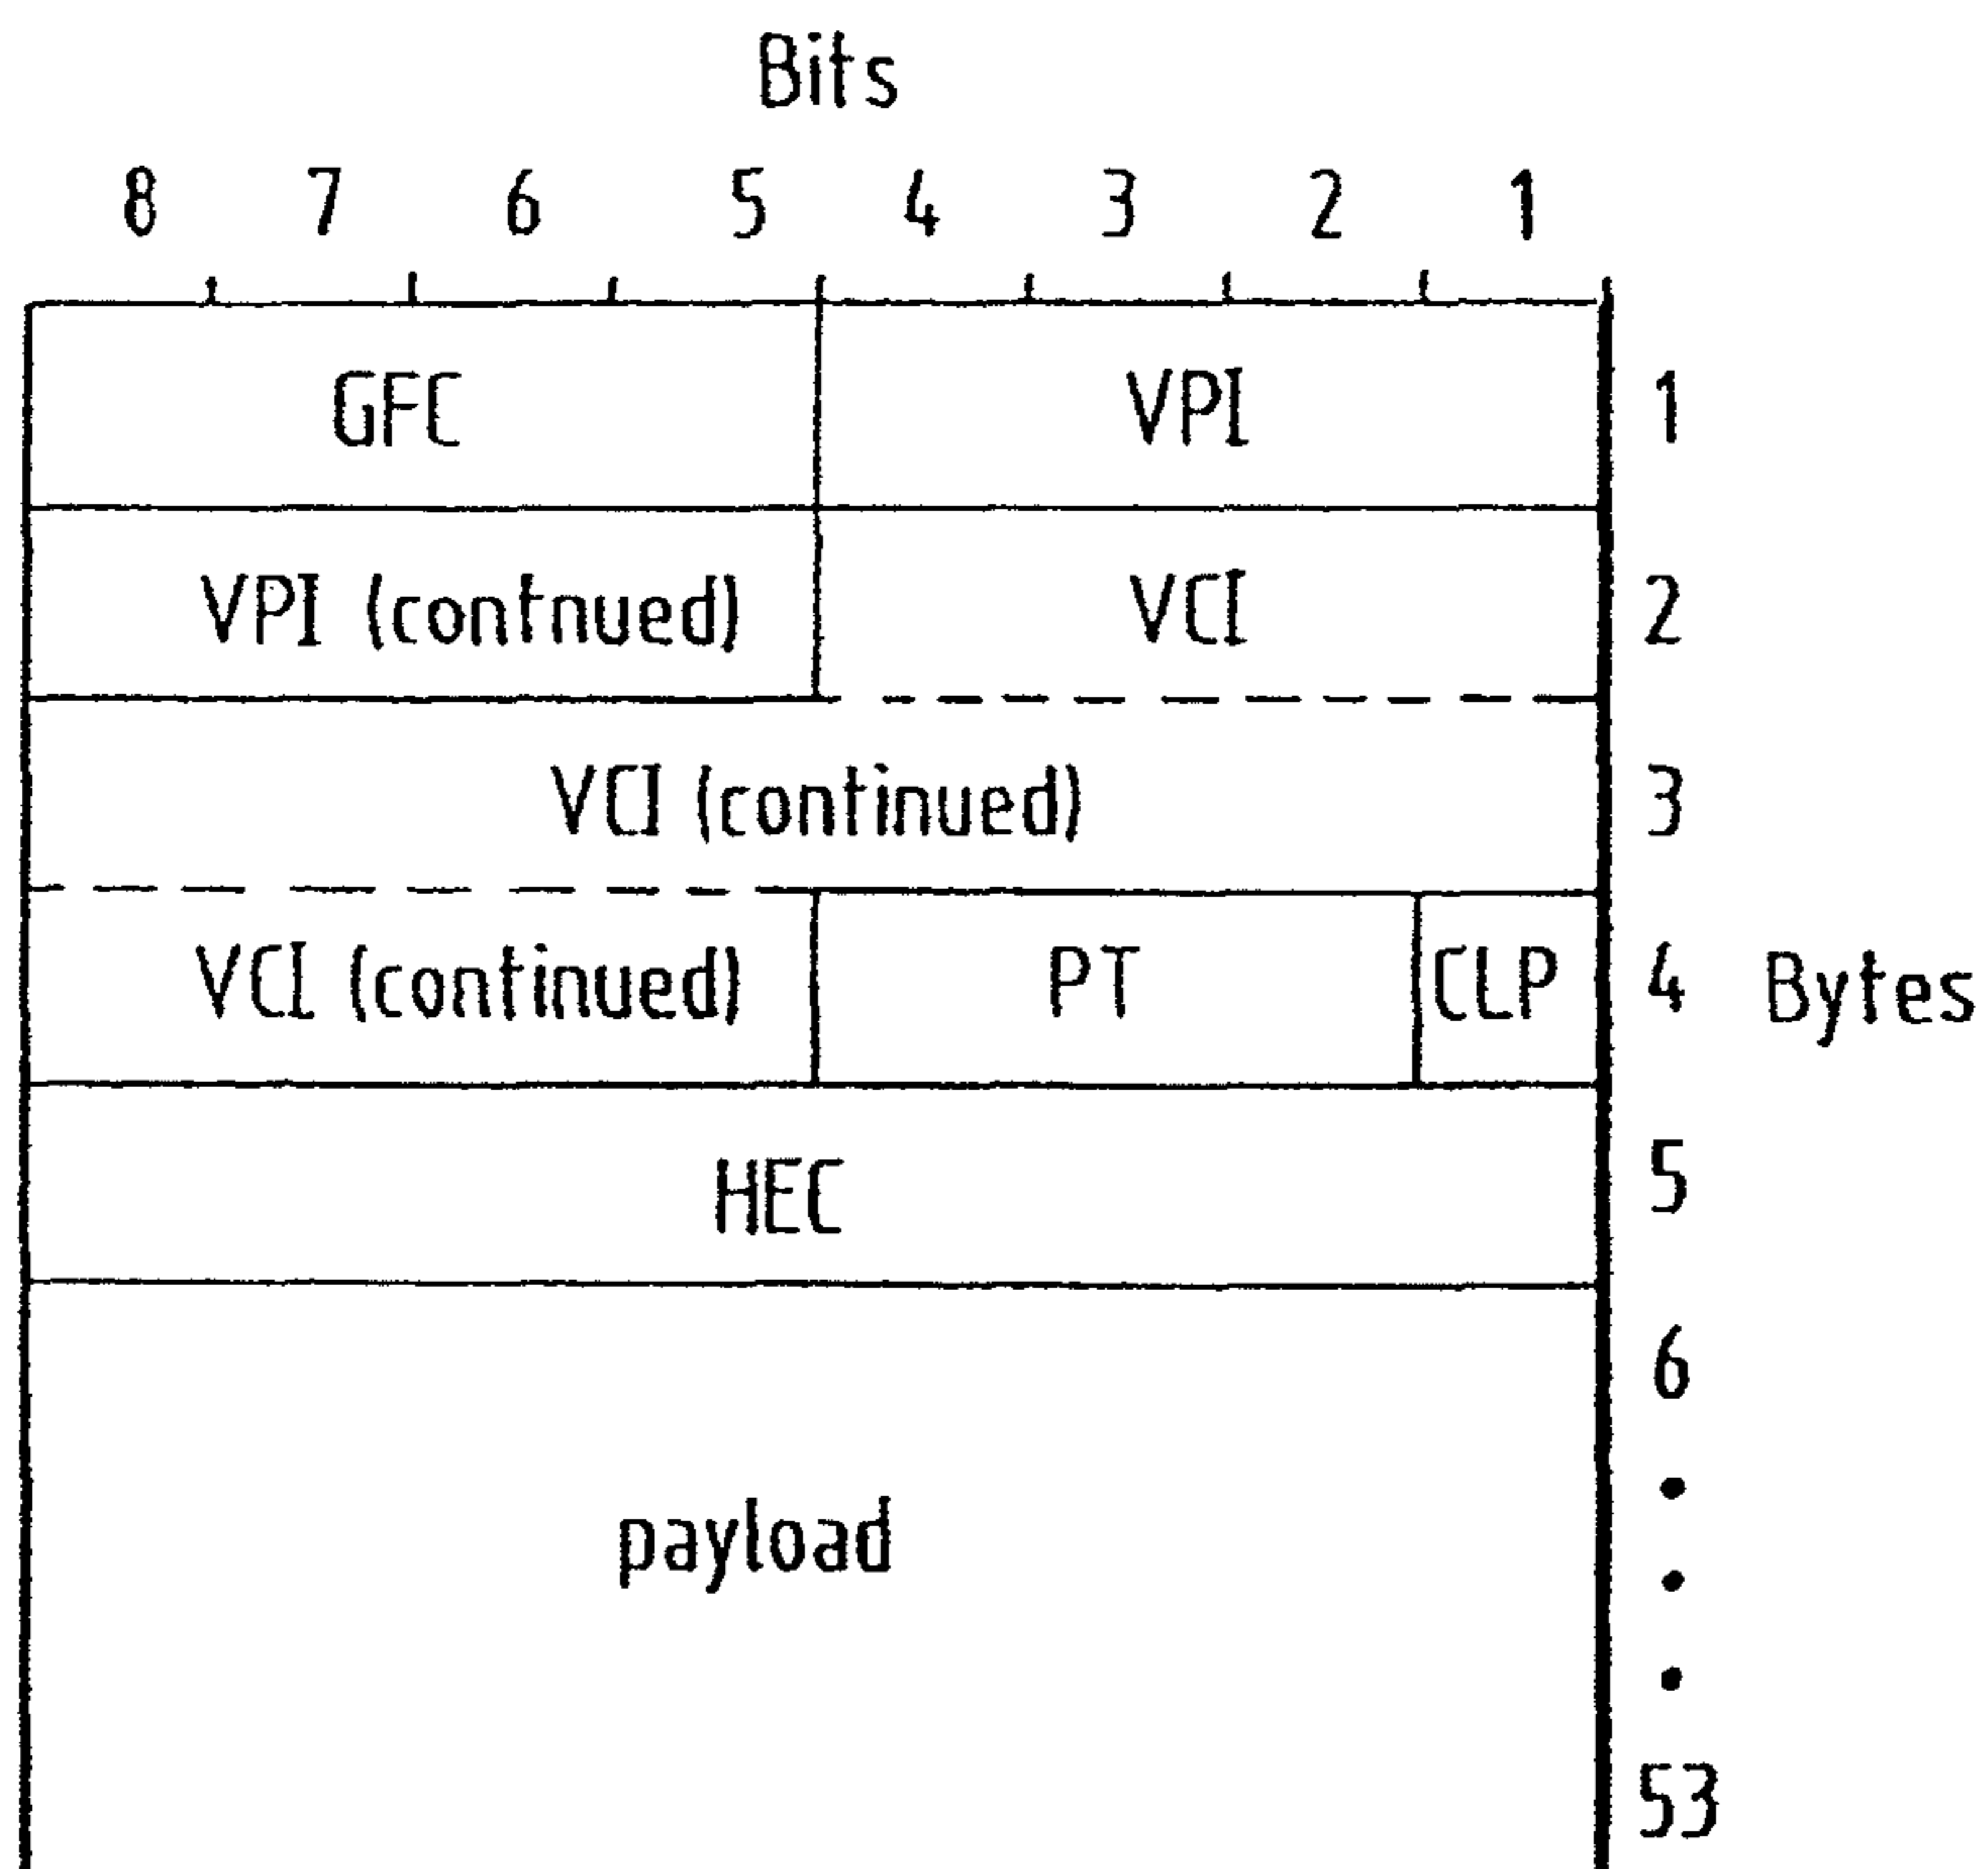 Bits
8 7 6 5 4 3 2 1
GFC VPI 1
VPI (contnued) VCI 2
VCI (continued) 3
VCI (continued) PT CLP 4 Bytes
HEC 5
6
payload
53